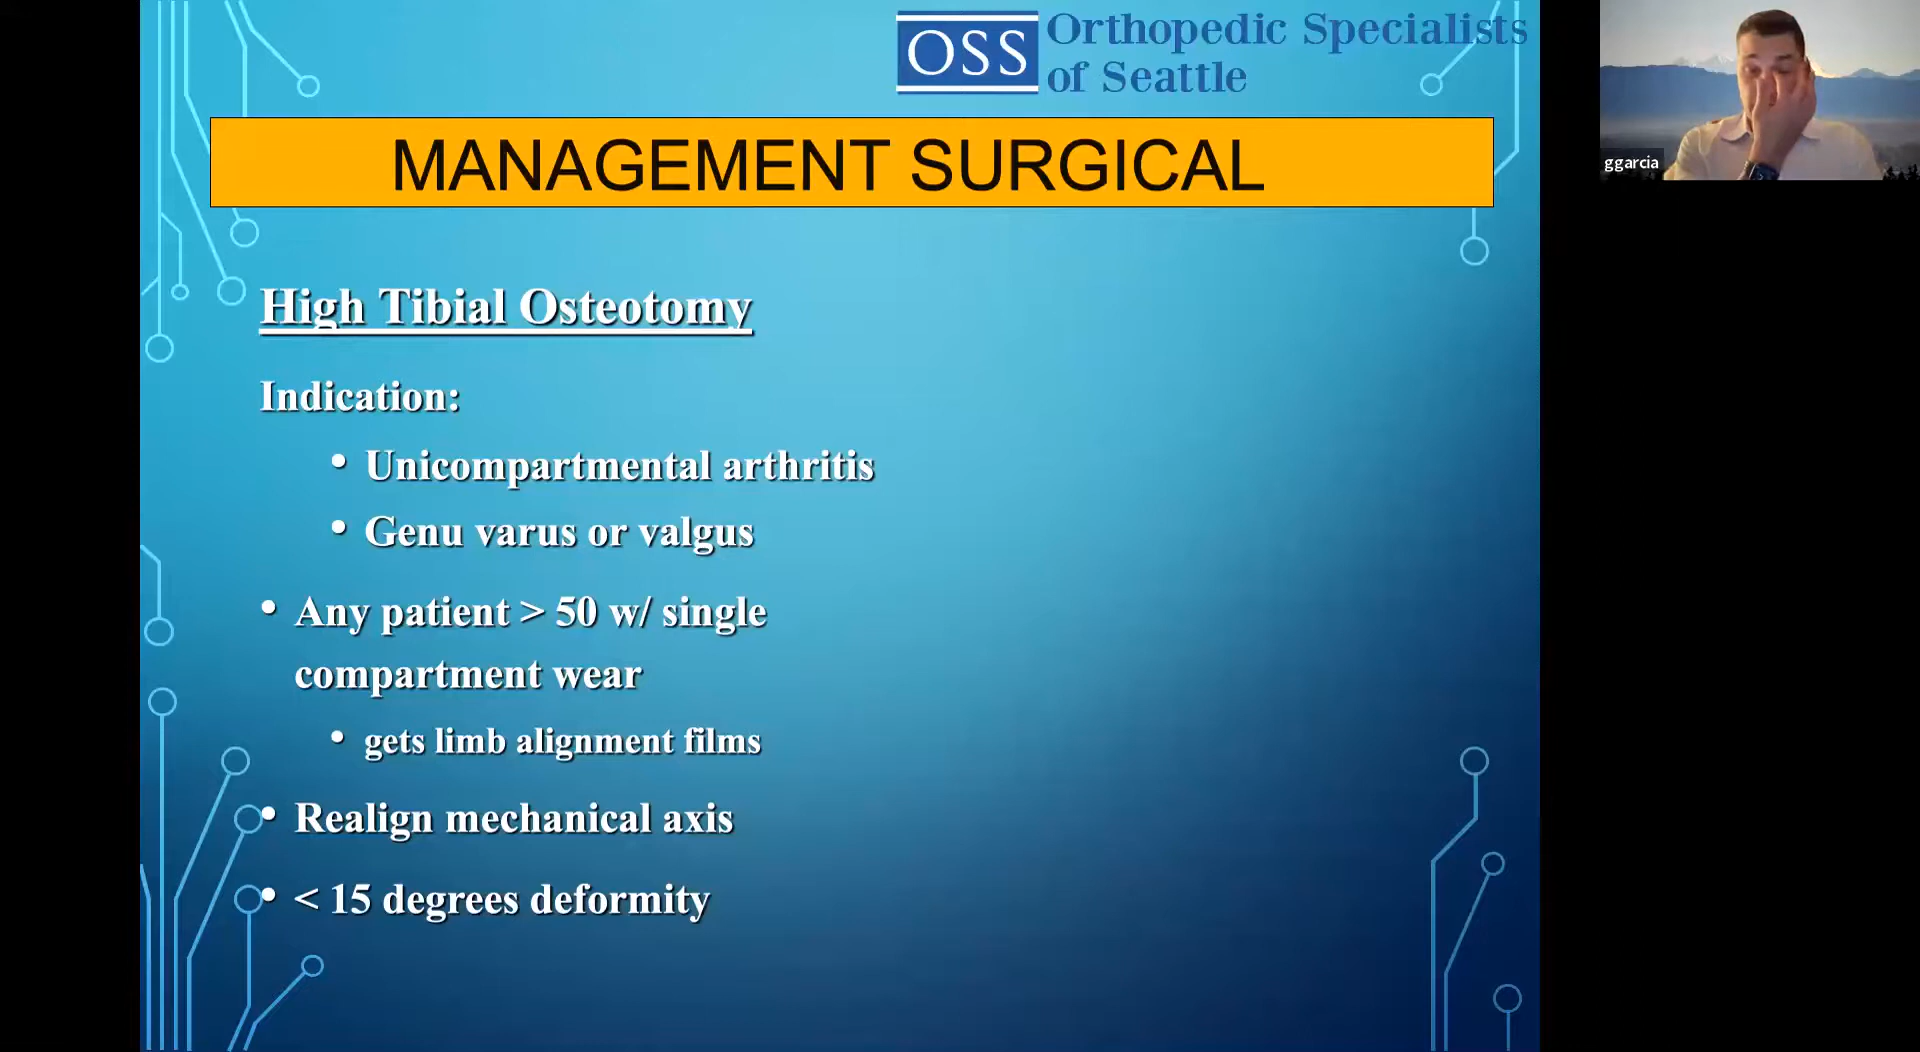 OSS Orthopedic Specialists
of Seattle
MANAGEMENT SURGICAL
High Tibial Osteotomy
Indication:
• Unicompartmental arthritis
• Genu varus or valgus
• Any patient > 50 w/ single
compartment wear
• gets limb alignment films
• Realign mechanical axis
• < 15 degrees deformity
ggarcia